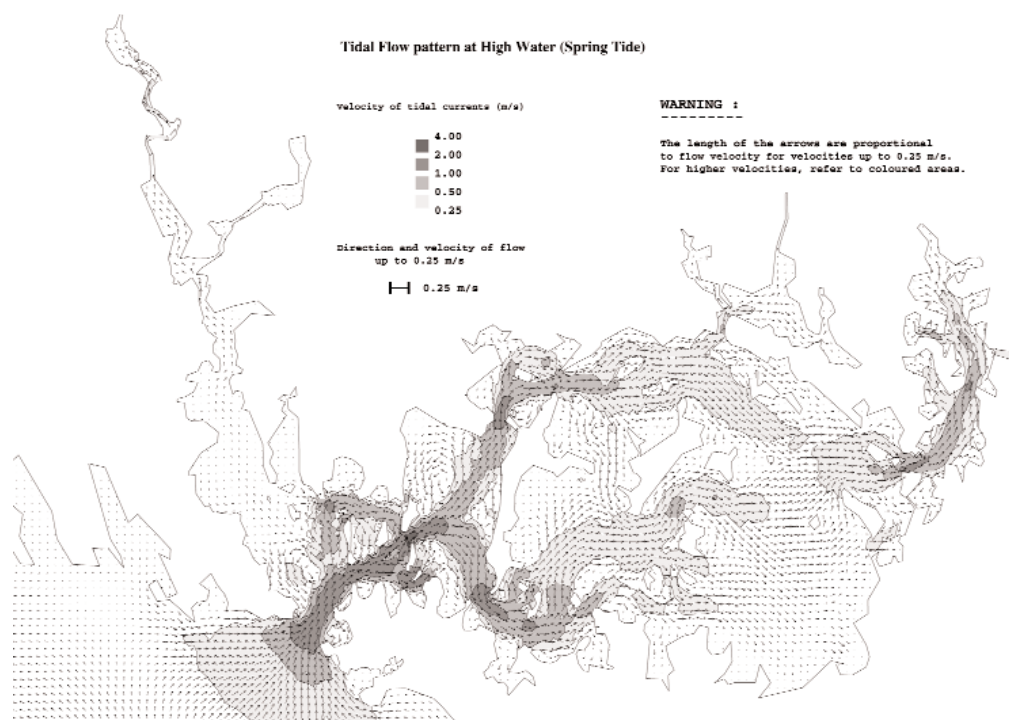 Tidal Flow pattern at High Water (Spring Tide)
Velocity of tidal currents (m/s)
4.00
2.00
1.00
0.50
0.25
Direction and velocity of flow
up to 0.25 m/s
0.25 m/s
WARNING :
---------
The length of the arrows are proportional
to flow velocity for velocities up to 0.25 m/s.
For higher velocities, refer to coloured areas.